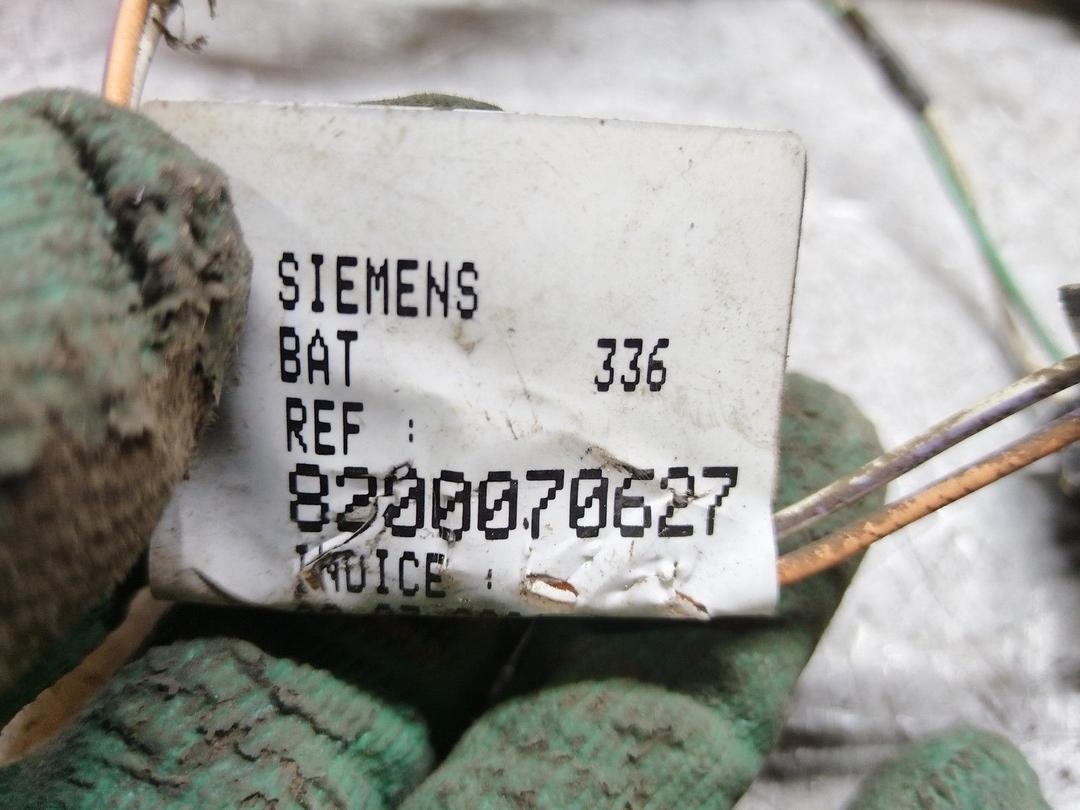 SIEMENS
BAT 336
REF :
8200070627
INDICE :